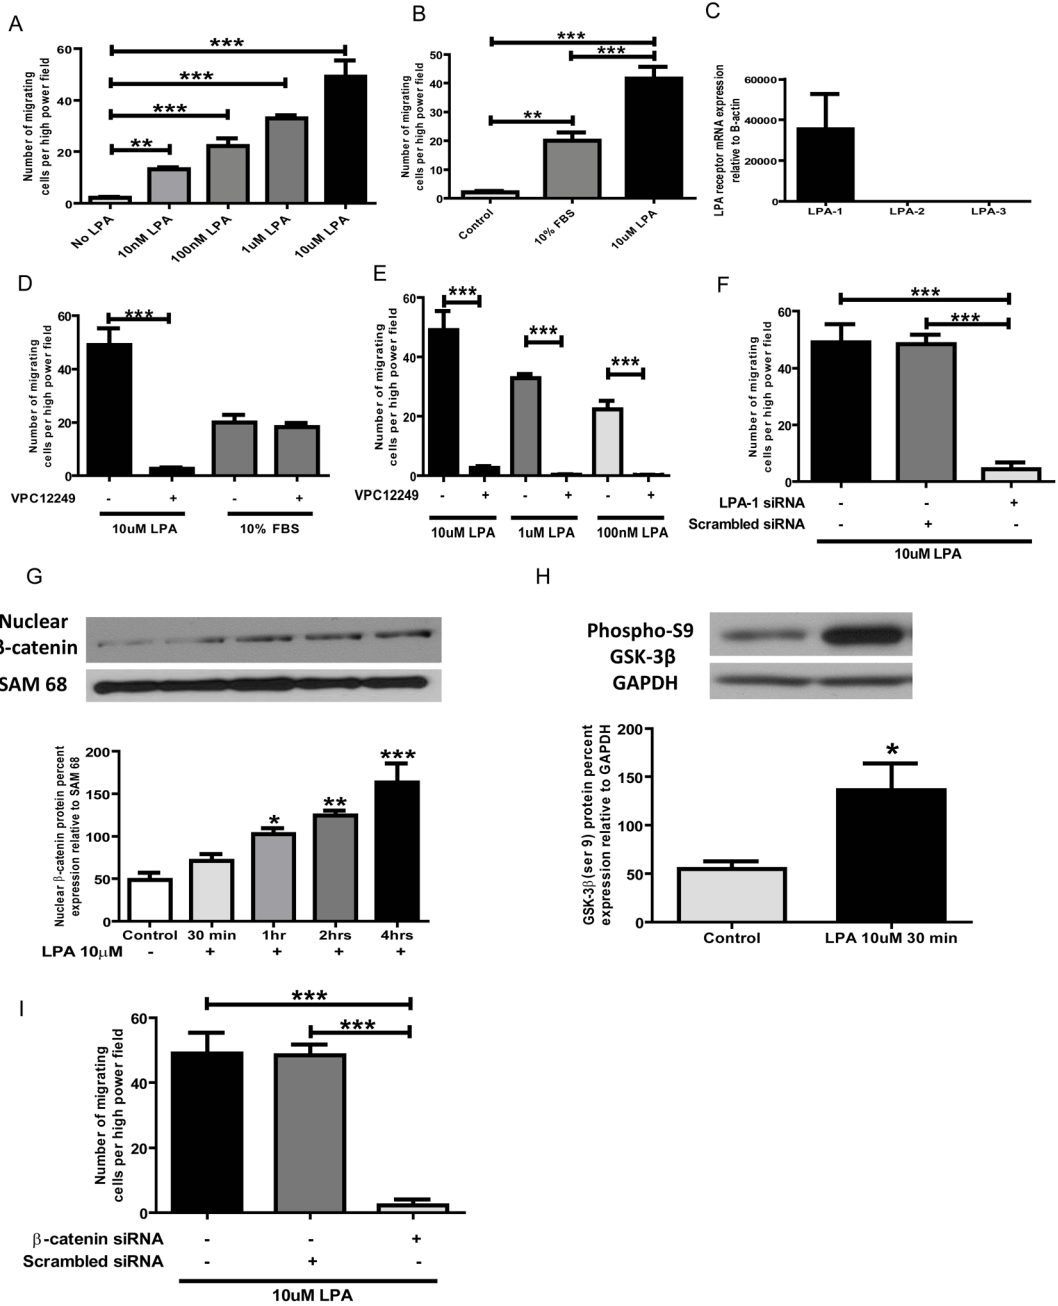 A
Number of migrating
cells per high power field
60
40
20
0
***
***
***
**
No LPA
10nM LPA
100nM LPA
1uM LPA
10uM LPA
B
Number of migrating
cells per high power field
50
40
30
20
10
0
***
***
**
Control
10% FBS
10uM LPA
C
LPA receptor mRNA expression
relative to B-actin
60000
40000
20000
0
LPA-1
LPA-2
LPA-3
D
Number of migrating
cells per high power field
60
40
20
0
***
VPC12249 - + - +
10uM LPA
10% FBS
E
Number of migrating
cells per high power field
60
40
20
0
***
***
***
VPC12249 - + - + - +
10uM LPA
1uM LPA
100nM LPA
F
Number of migrating
cells per high power field
60
40
20
0
***
***
LPA-1 siRNA - - +
Scrambled siRNA - + -
10uM LPA
G
Nuclear
β-catenin
SAM 68
Nuclear β-catenin protein percent
expression relative to SAM 68
200
150
100
50
0
*
**
***
Control 30 min 1hr 2hrs 4hrs
LPA 10µM - + + + +
H
Phospho-S9
GSK-3β
GAPDH
GSK-3β(ser 9) protein percent
expression relative to GAPDH
200
150
100
50
0
*
Control
LPA 10uM 30 min
I
Number of migrating
cells per high power field
60
40
20
0
***
***
β-catenin siRNA - - +
Scrambled siRNA - + -
10uM LPA